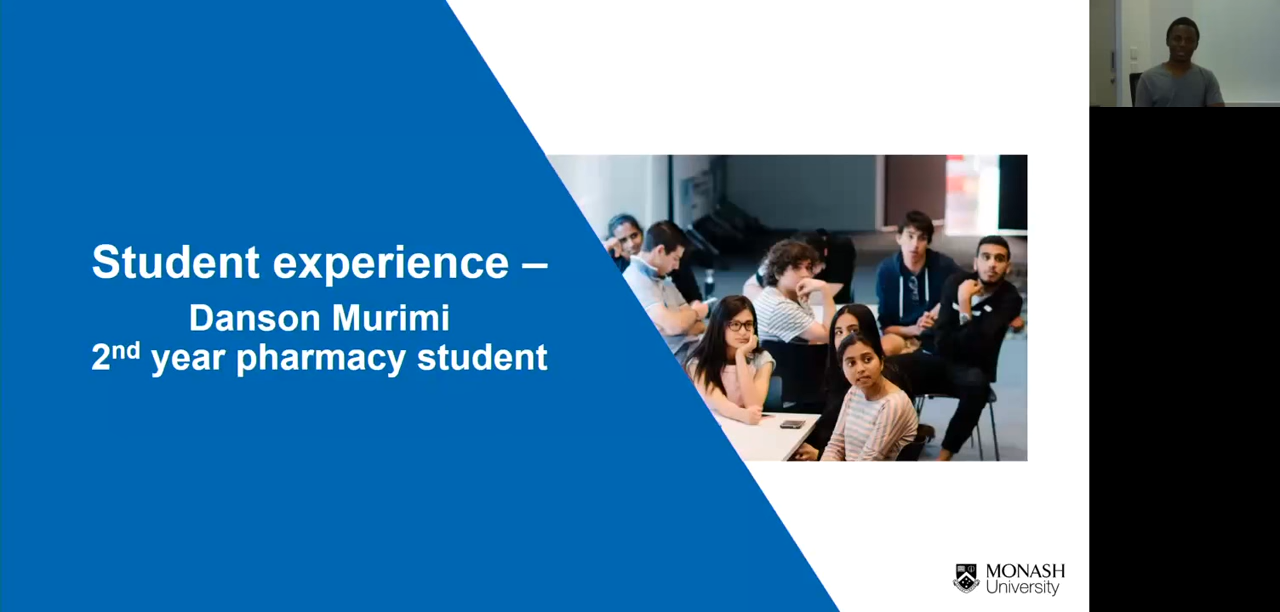 Student experience –
Danson Murimi
2nd year pharmacy student
MONASH
University